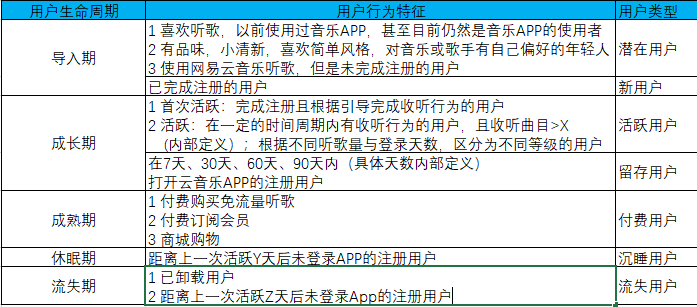 用户生命周期 用户行为特征 用户类型
导入期
1 喜欢听歌，以前使用过音乐APP，甚至目前仍然是音乐APP的使用者
2 有品味，小清新，喜欢简单风格，对音乐或歌手有自己偏好的年轻人
3 使用网易云音乐听歌，但是未完成注册的用户
潜在用户
已完成注册的用户 新用户
成长期
1 首次活跃：完成注册且根据引导完成收听行为的用户
2 活跃：在一定的时间周期内有收听行为的用户，且收听曲目>X
（内部定义）；根据不同听歌量与登录天数，区分为不同等级的用户
活跃用户
在7天、30天、60天、90天内（具体天数内部定义）
打开云音乐APP的注册用户
留存用户
成熟期
1 付费购买免流量听歌
2 付费订阅会员
3 商城购物
付费用户
休眠期 距离上一次活跃Y天后未登录APP的注册用户 沉睡用户
流失期
1 已卸载用户
2 距离上一次活跃Z天后未登录App的注册用户
流失用户